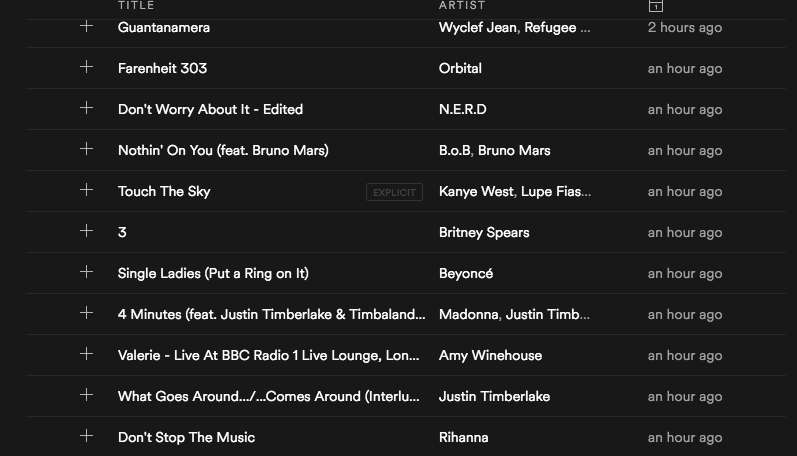 TITLE ARTIST
Guantanamera Wyclef Jean, Refugee ... 2 hours ago
Farenheit 303 Orbital an hour ago
Don't Worry About It - Edited N.E.R.D an hour ago
Nothin' On You (feat. Bruno Mars) B.o.B, Bruno Mars an hour ago
Touch The Sky EXPLICIT Kanye West, Lupe Fias... an hour ago
3 Britney Spears an hour ago
Single Ladies (Put a Ring on It) Beyoncé an hour ago
4 Minutes (feat. Justin Timberlake & Timbaland... Madonna, Justin Timb... an hour ago
Valerie - Live At BBC Radio 1 Live Lounge, Lon... Amy Winehouse an hour ago
What Goes Around.../...Comes Around (Interlu... Justin Timberlake an hour ago
Don't Stop The Music Rihanna an hour ago